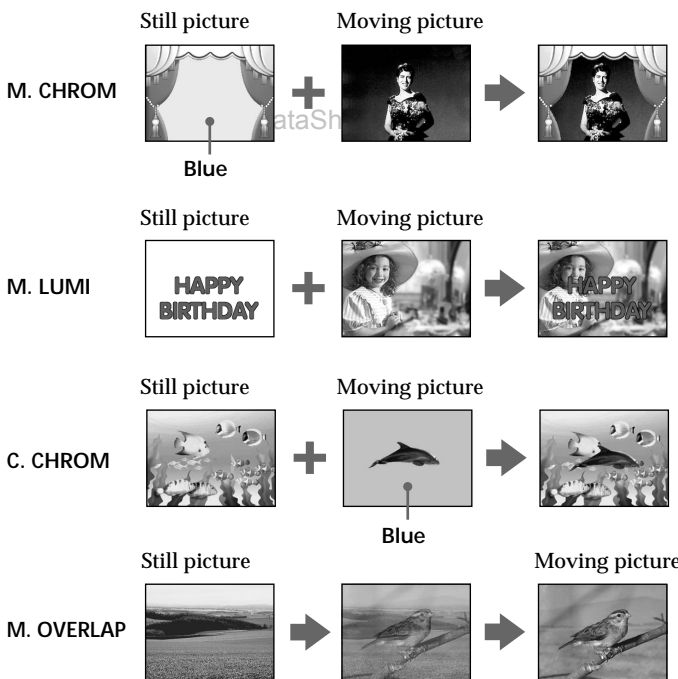 Still picture Moving picture
M. CHROM
ataSh
Blue
Still picture Moving picture
M. LUMI
HAPPY
BIRTHDAY
HAPPY
BIRTHDAY
Still picture Moving picture
C. CHROM
Blue
Still picture Moving picture
M. OVERLAP